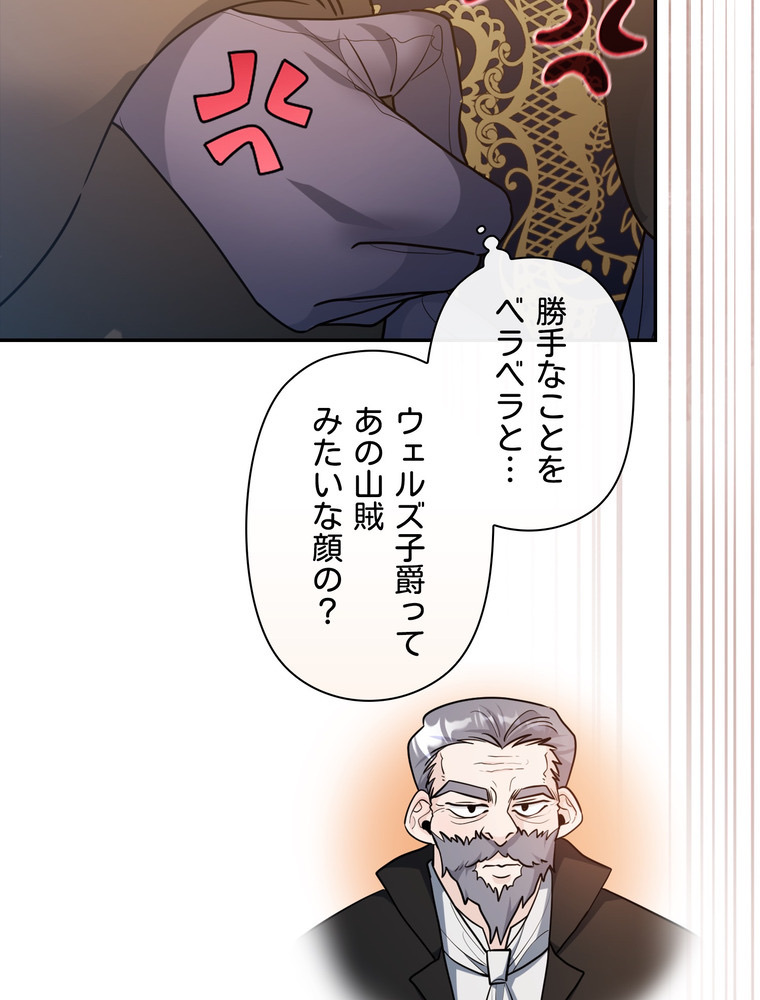 勝手なことを
ベラベラと…
ウェルズ子爵って
あの山賊
みたいな顔の？